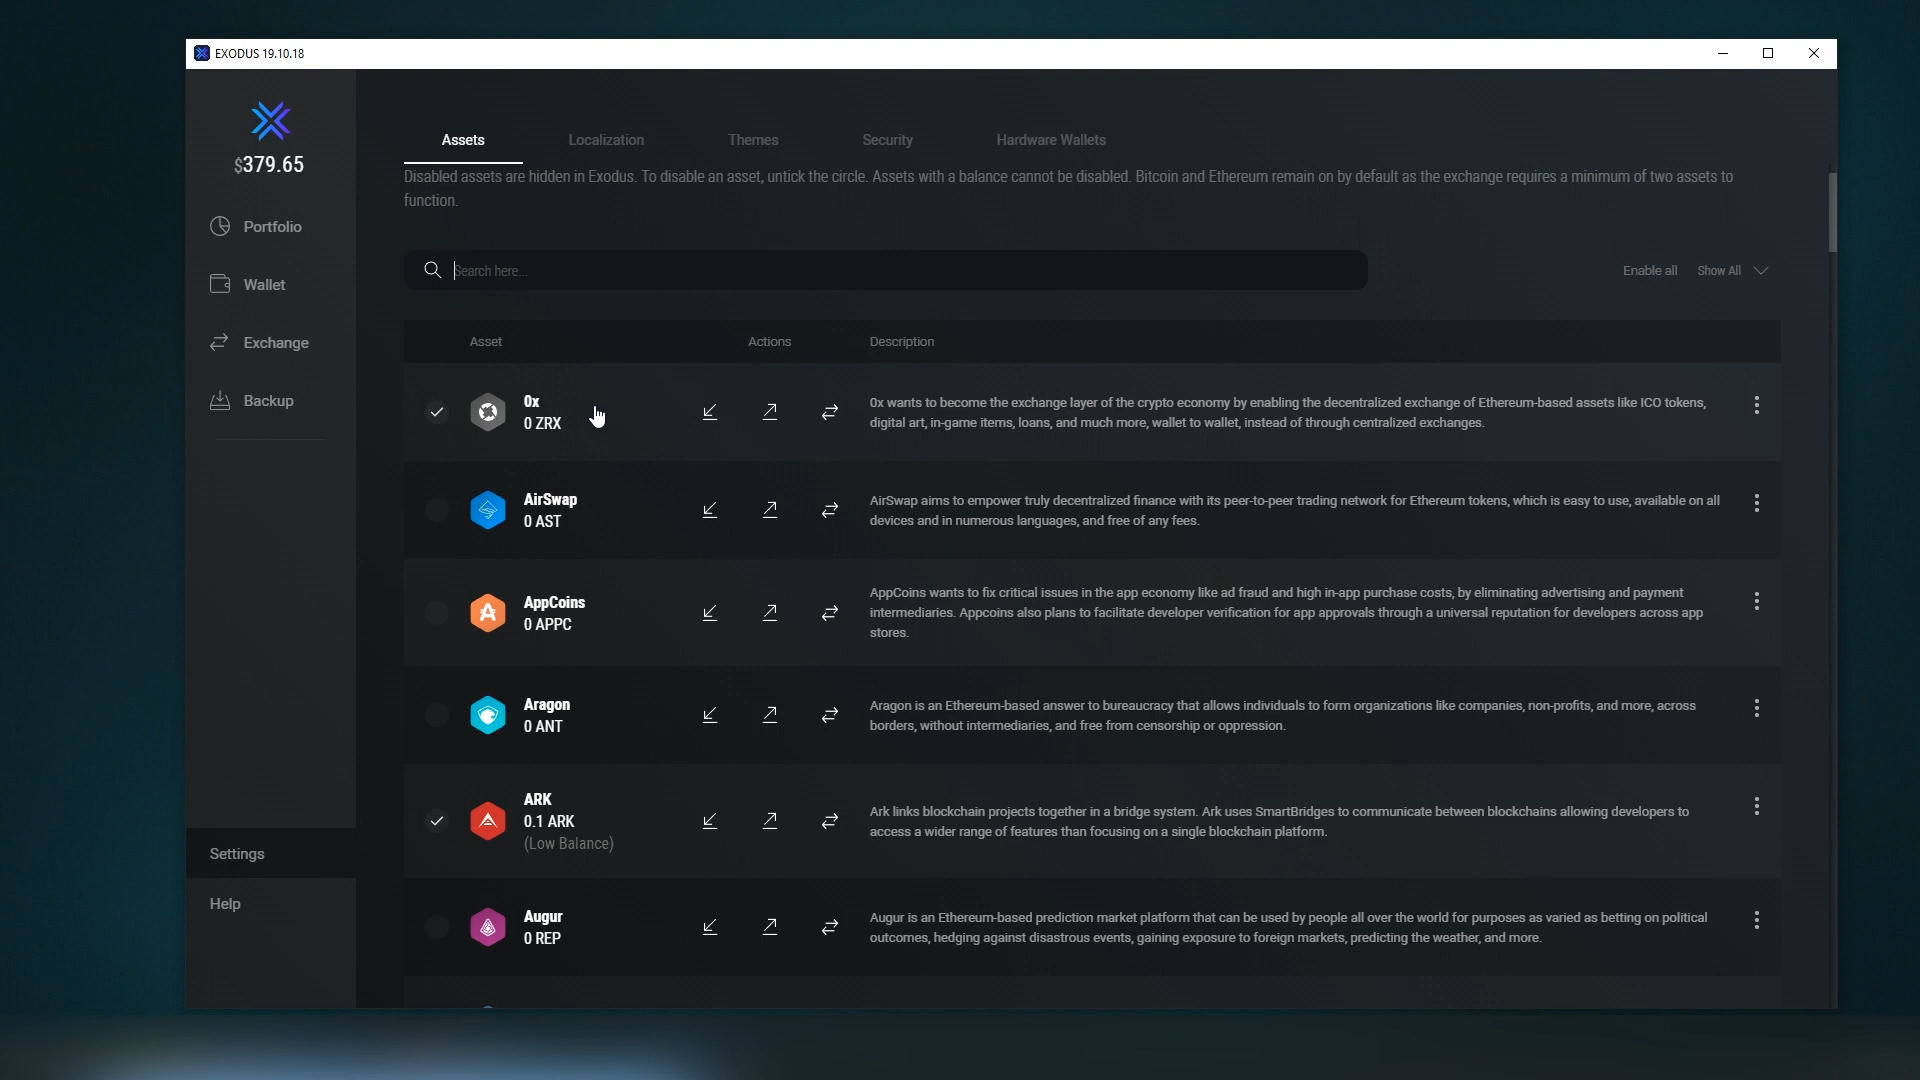 EXODUS 19.10.18
$379.65
Portfolio
Wallet
Exchange
Backup
Settings
Help
Assets Localization Themes Security Hardware Wallets
Disabled assets are hidden in Exodus. To disable an asset, untick the circle. Assets with a balance cannot be disabled. Bitcoin and Ethereum remain on by default as the exchange requires a minimum of two assets to
function.
Search here... Enable all Show All
Asset Actions Description
0x
0 ZRX
0x wants to become the exchange layer of the crypto economy by enabling the decentralized exchange of Ethereum-based assets like ICO tokens,
digital art, in-game items, loans, and much more, wallet to wallet, instead of through centralized exchanges.
AirSwap
0 AST
AirSwap aims to empower truly decentralized finance with its peer-to-peer trading network for Ethereum tokens, which is easy to use, available on all
devices and in numerous languages, and free of any fees.
AppCoins
0 APPC
AppCoins wants to fix critical issues in the app economy like ad fraud and high in-app purchase costs, by eliminating advertising and payment
intermediaries. Appcoins also plans to facilitate developer verification for app approvals through a universal reputation for developers across app
stores.
Aragon
0 ANT
Aragon is an Ethereum-based answer to bureaucracy that allows individuals to form organizations like companies, non-profits, and more, across
borders, without intermediaries, and free from censorship or oppression.
ARK
0.1 ARK
(Low Balance)
Ark links blockchain projects together in a bridge system. Ark uses SmartBridges to communicate between blockchains allowing developers to
access a wider range of features than focusing on a single blockchain platform.
Augur
0 REP
Augur is an Ethereum-based prediction market platform that can be used by people all over the world for purposes as varied as betting on political
outcomes, hedging against disastrous events, gaining exposure to foreign markets, predicting the weather, and more.